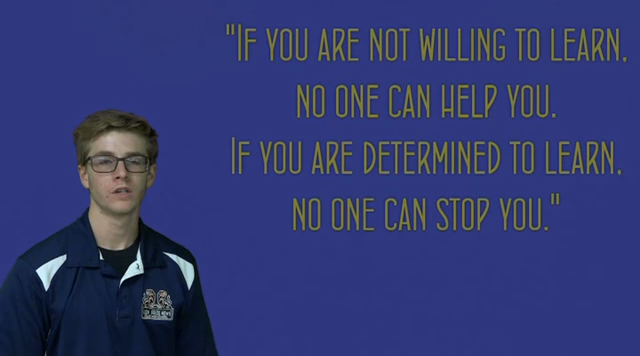 "If you are not willing to learn,
no one can help you.
If you are determined to learn,
no one can stop you."